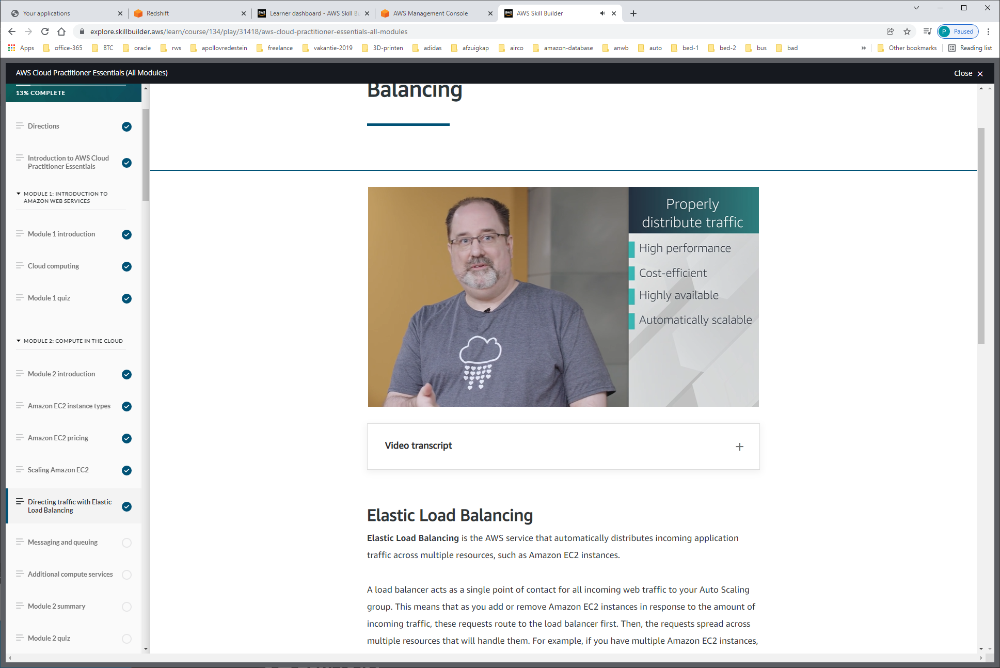 Your applications
Redshift
Learner dashboard - AWS Skill Bu
AWS Management Console
AWS Skill Builder
explore.skillbuilder.aws/learn/course/134/play/31418/aws-cloud-practitioner-essentials-all-modules
P Paused
Apps office-365 BTC oracle rws apollovredestein freelance vakantie-2019 3D-printen adidas afzuigkap airco amazon-database anwb auto bed-1 bed-2 bus bad » Other bookmarks Reading list
AWS Cloud Practitioner Essentials (All Modules)
Close
13% COMPLETE
Directions
Introduction to AWS Cloud
Practitioner Essentials
MODULE 1: INTRODUCTION TO
AMAZON WEB SERVICES
Module 1 introduction
Cloud computing
Module 1 quiz
MODULE 2: COMPUTE IN THE CLOUD
Module 2 introduction
Amazon EC2 instance types
Amazon EC2 pricing
Scaling Amazon EC2
Directing traffic with Elastic
Load Balancing
Messaging and queuing
Additional compute services
Module 2 summary
Module 2 quiz
Balancing
Properly
distribute traffic
High performance
Cost-efficient
Highly available
Automatically scalable
Video transcript
Elastic Load Balancing
Elastic Load Balancing is the AWS service that automatically distributes incoming application
traffic across multiple resources, such as Amazon EC2 instances.
A load balancer acts as a single point of contact for all incoming web traffic to your Auto Scaling
group. This means that as you add or remove Amazon EC2 instances in response to the amount of
incoming traffic, these requests route to the load balancer first. Then, the requests spread across
multiple resources that will handle them. For example, if you have multiple Amazon EC2 instances,